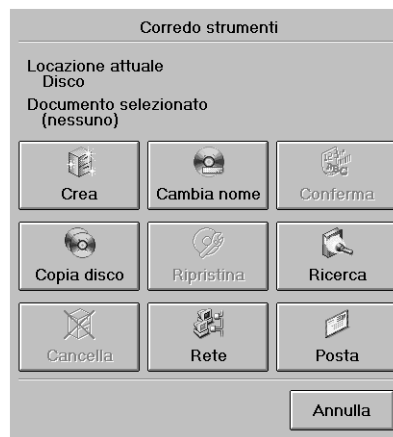 Corredo strumenti
Locazione attuale
Disco
Documento selezionato
(nessuno)
Crea
Cambia nome
Conferma
Copia disco
Ripristina
Ricerca
Cancella
Rete
Posta
Annulla